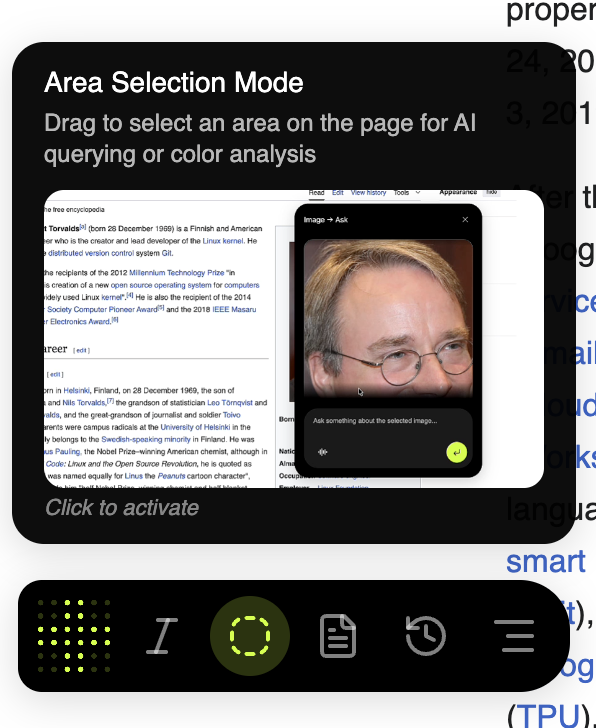 proper
24, 20
3, 201
Area Selection Mode
Drag to select an area on the page for AI
querying or color analysis
Read Edit View history Tools Appearance hide
he free encyclopedia
t Torvalds[3] (born 28 December 1969) is a Finnish and American
eer who is the creator and lead developer of the Linux kernel. He
e distributed version control system Git.
the recipients of the 2012 Millennium Technology Prize "in
s creation of a new open source operating system for computers
widely used Linux kernel".[4] He is also the recipient of the 2014
r Society Computer Pioneer Award[5] and the 2018 IEEE Masaru
er Electronics Award.[6]
areer [ edit ]
[ edit ]
orn in Helsinki, Finland, on 28 December 1969, the son of
s and Nils Torvalds,[7] the grandson of statistician Leo Törnqvist and
valds, and the great-grandson of journalist and soldier Toivo
arents were campus radicals at the University of Helsinki in the
ly belongs to the Swedish-speaking minority in Finland. He was
us Pauling, the Nobel Prize–winning American chemist, although in
Code: Linux and the Open Source Revolution, he is quoted as
was named equally for Linus the Peanuts cartoon character",
Image → Ask
Ask something about the selected image...
Born
Click to activate
After th
oog
rvice
mail
oud
orks
langua
smart
t),
og
(TPU).